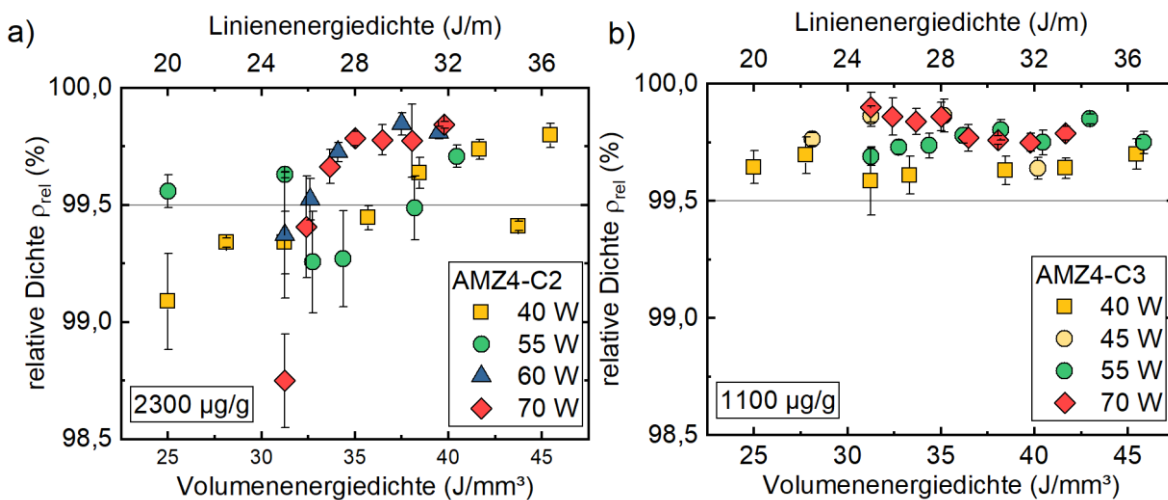 a)
Linienenergiedichte (J/m)
20 24 28 32 36
100,0
99,5
99,0
98,5
relative Dichte ρrel (%)
AMZ4-C2
40 W
55 W
60 W
70 W
2300 µg/g
25 30 35 40 45
Volumenenergiedichte (J/mm³)
b)
Linienenergiedichte (J/m)
20 24 28 32 36
100,0
99,5
99,0
98,5
relative Dichte ρrel (%)
AMZ4-C3
40 W
45 W
55 W
70 W
1100 µg/g
25 30 35 40 45
Volumenenergiedichte (J/mm³)